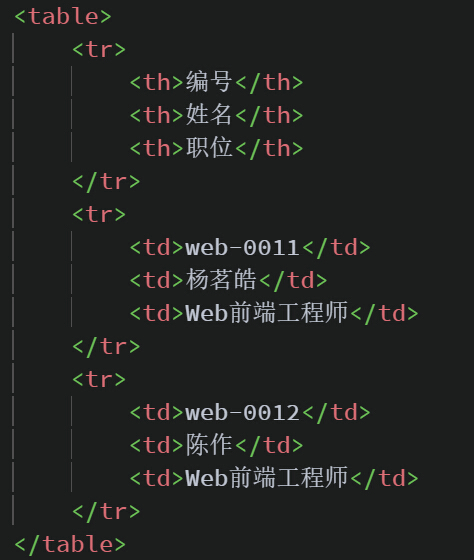 <table>
<tr>
<th>编号</th>
<th>姓名</th>
<th>职位</th>
</tr>
<tr>
<td>web-0011</td>
<td>杨茗皓</td>
<td>Web前端工程师</td>
</tr>
<tr>
<td>web-0012</td>
<td>陈作</td>
<td>Web前端工程师</td>
</tr>
</table>